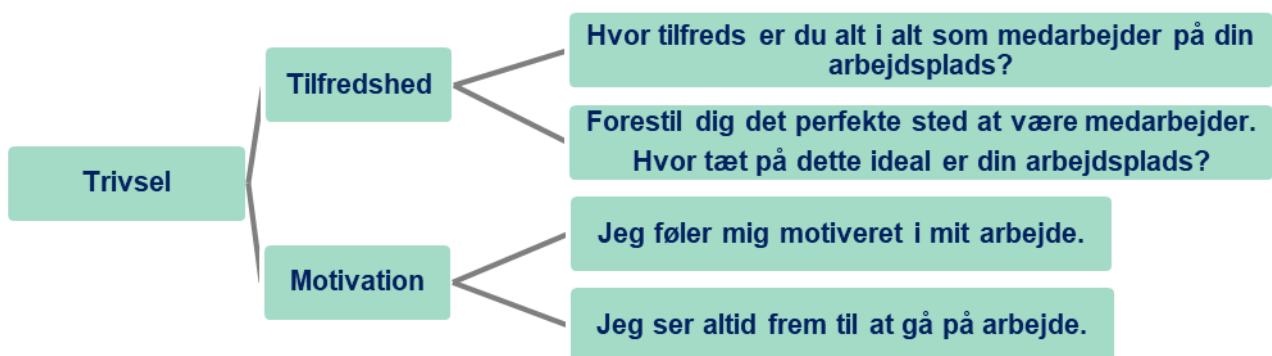 Hvor tilfreds er du alt i alt som medarbejder på din
arbejdsplads?
Tilfredshed
Forestil dig det perfekte sted at være medarbejder.
Hvor tæt på dette ideal er din arbejdsplads?
Trivsel
Jeg føler mig motiveret i mit arbejde.
Motivation
Jeg ser altid frem til at gå på arbejde.